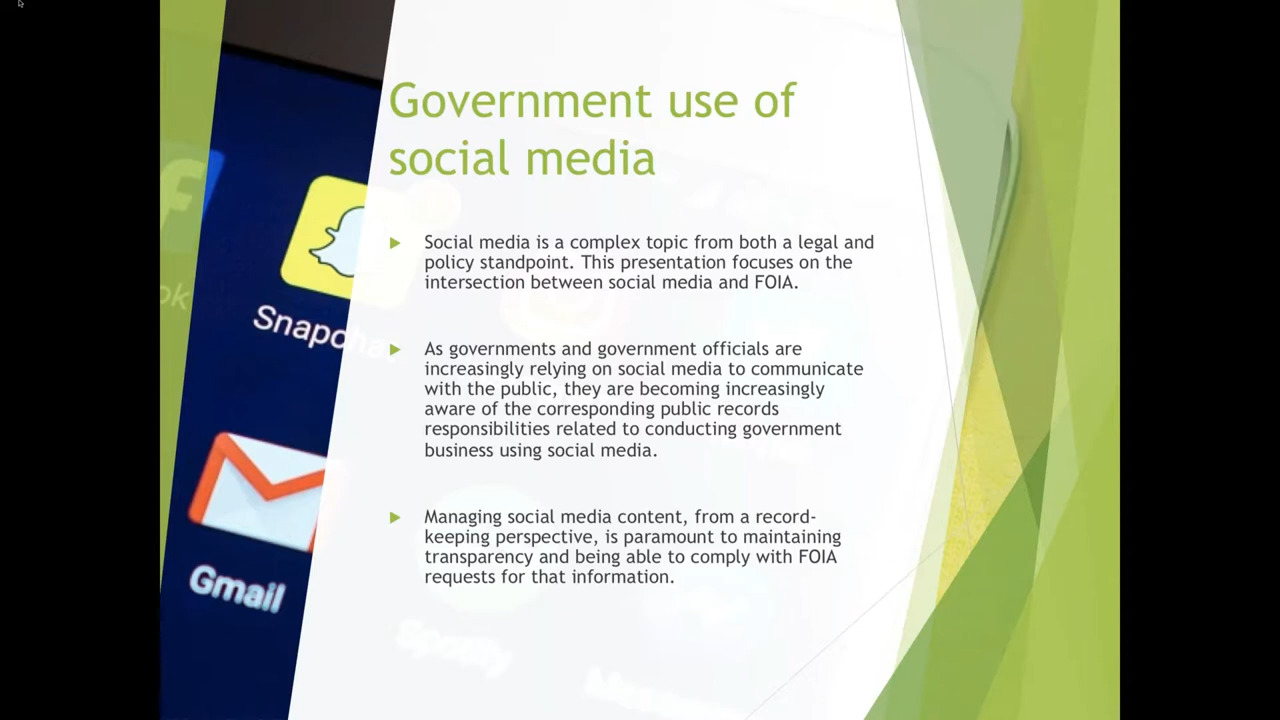 Government use of
social media
Social media is a complex topic from both a legal and
policy standpoint. This presentation focuses on the
intersection between social media and FOIA.
As governments and government officials are
increasingly relying on social media to communicate
with the public, they are becoming increasingly
aware of the corresponding public records
responsibilities related to conducting government
business using social media.
Managing social media content, from a record-
keeping perspective, is paramount to maintaining
transparency and being able to comply with FOIA
requests for that information.
ok
Snapcha
Gmail
Spotify